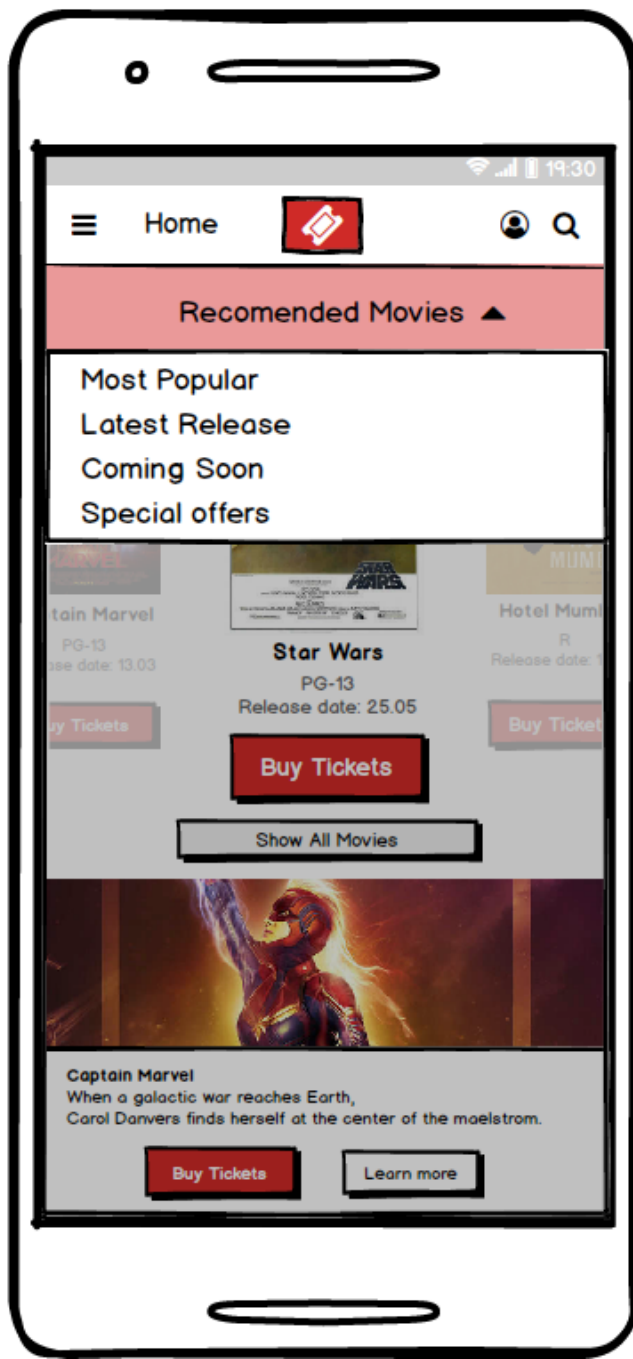 19:30
Home
Recomended Movies
Most Popular
Latest Release
Coming Soon
Special offers
STAR WARS
tain Marvel
PG-13
ase date: 13.03
uy Tickets
Star Wars
PG-13
Release date: 25.05
Buy Tickets
Hotel Mum
R
Release date: 1
Buy Ticket
Show All Movies
Captain Marvel
When a galactic war reaches Earth,
Carol Danvers finds herself at the center of the maelstrom.
Buy Tickets
Learn more